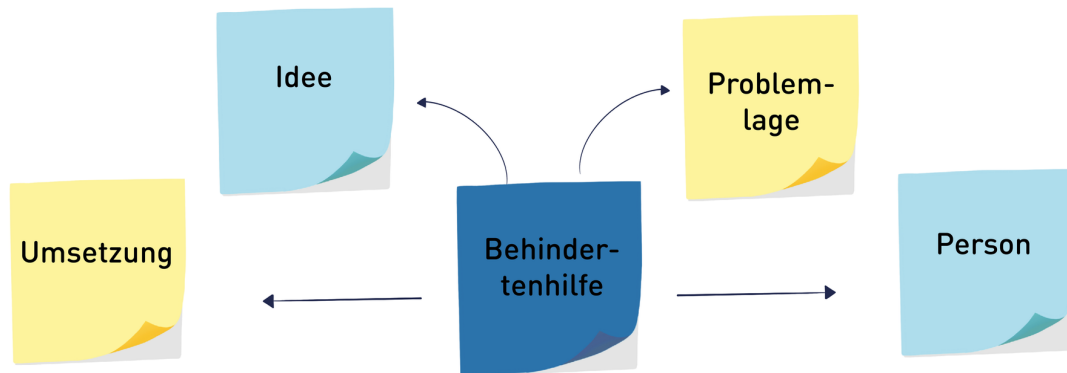 Idee
Problem-
lage
Umsetzung
Behinder-
tenhilfe
Person